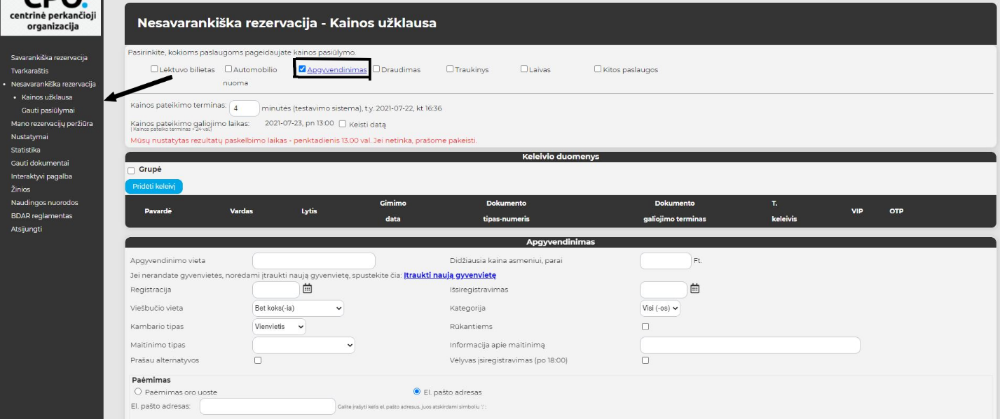 CPO.
centrinė perkančioji
organizacija
Savarankiška rezervacija
Tvarkaraštis
Nesavarankiška rezervacija
Kainos užklausa
Gauti pasiūlymai
Mano rezervacijų peržiūra
Nustatymai
Statistika
Gauti dokumentai
Interaktyvi pagalba
Žinios
Naudingos nuorodos
BDAR reglamentas
Atsijungti
Nesavarankiška rezervacija - Kainos užklausa
Pasirinkite, kokioms paslaugoms pageidaujate kainos pasiūlymo.
Lėktuvo bilietas Automobilio nuoma Apgyvendinimas Draudimas Traukinys Laivas Kitos paslaugos
Kainos pateikimo terminas: 4 minutės (testavimo sistema), t.y. 2021-07-22, kt 16:36
Kainos pateikimo galiojimo laikas: 2021-07-23, pn 13:00 Keisti datą
( Kainos pateiko terminas + 24 val.)
Mūsų nustatytas rezultatų paskelbimo laikas - penktadienis 13.00 val. Jei netinka, prašome pakeisti.
Keleivio duomenys
Grupė
Pridėti keleivį
Pavardė Vardas Lytis Gimimo data Dokumento tipas-numeris Dokumento galiojimo terminas T. keleivis VIP OTP
Apgyvendinimas
Apgyvendinimo vieta Didžiausia kaina asmeniui, parai Ft.
Jei nerandate gyvenvietės, norėdami įtraukti naują gyvenvietę, spustekite čia: Įtraukti naują gyvenvietę
Registracija Išsiregistravimas
Viešbučio vieta Bet koks(-ia) Kategorija Visi (-os)
Kambario tipas Vienvietis Rūkantiems
Maitinimo tipas Informacija apie maitinimą
Prašau alternatyvos Vėlyvas įsiregistravimas (po 18:00)
Paėmimas
Paėmimas oro uoste El. pašto adresas
El. pašto adresas: Galite įrašyti kelis el. pašto adresus, juos atskirdami simboliu ';' :